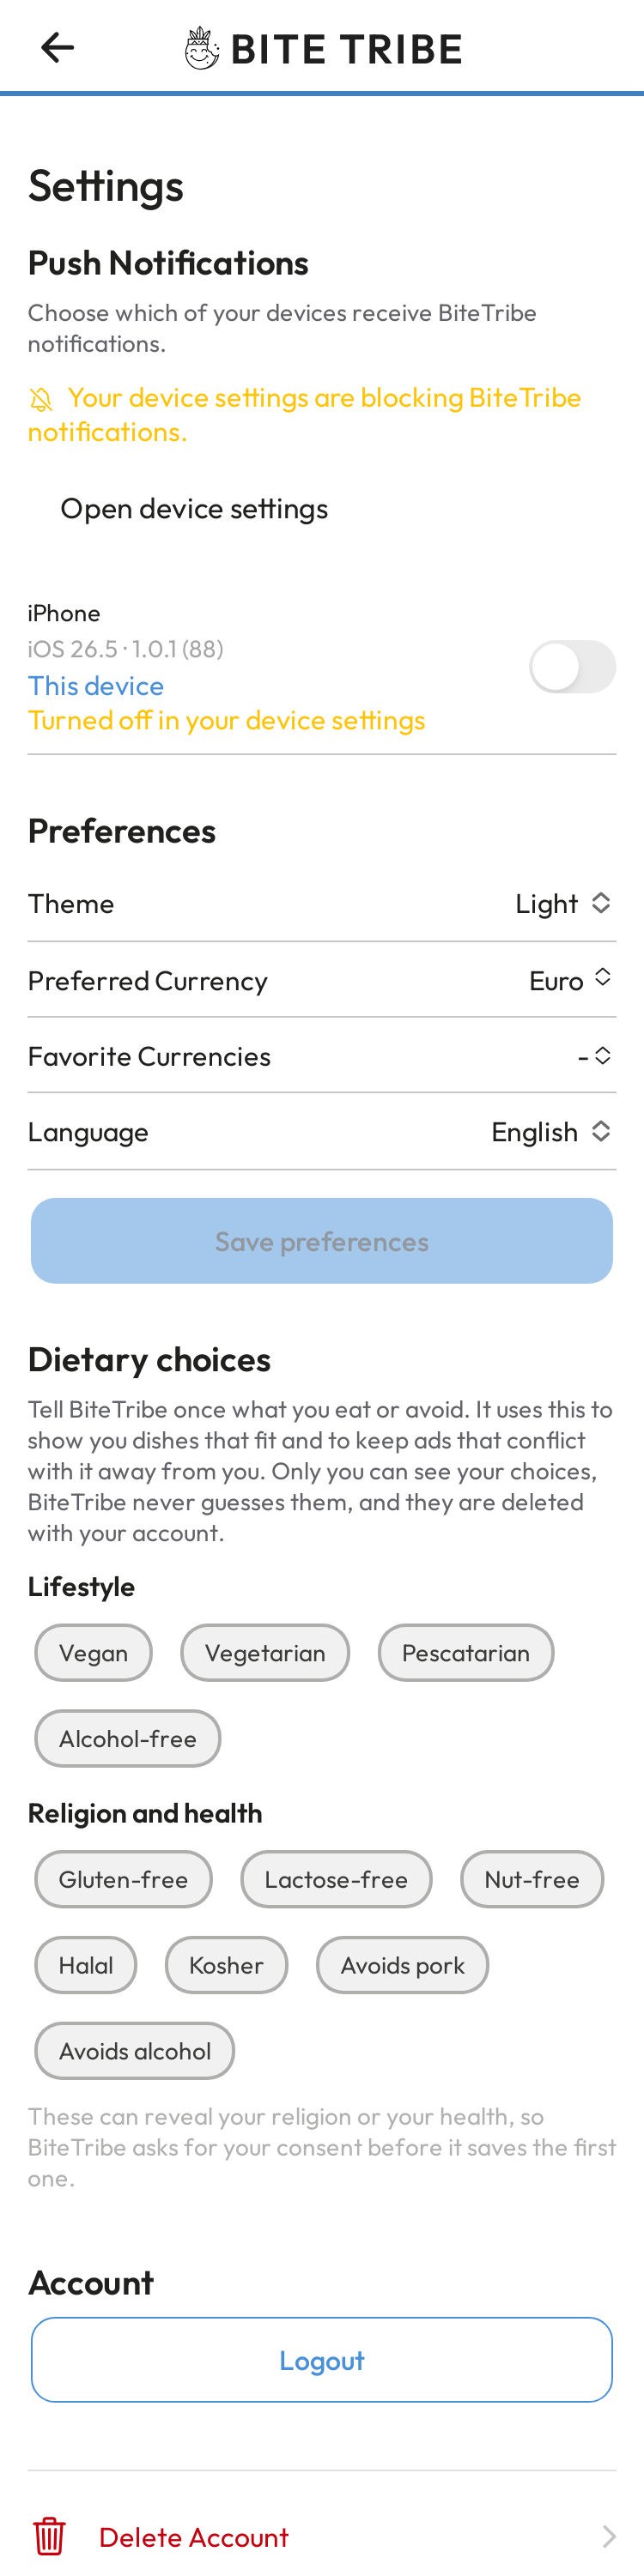 BITE TRIBE
Settings
Push Notifications
Choose which of your devices receive BiteTribe
notifications.
Your device settings are blocking BiteTribe
notifications.
Open device settings
iPhone
iOS 26.5 · 1.0.1 (88)
This device
Turned off in your device settings
Preferences
Theme Light
Preferred Currency Euro
Favorite Currencies -
Language English
Save preferences
Dietary choices
Tell BiteTribe once what you eat or avoid. It uses this to
show you dishes that fit and to keep ads that conflict
with it away from you. Only you can see your choices,
BiteTribe never guesses them, and they are deleted
with your account.
Lifestyle
Vegan Vegetarian Pescatarian
Alcohol-free
Religion and health
Gluten-free Lactose-free Nut-free
Halal Kosher Avoids pork
Avoids alcohol
These can reveal your religion or your health, so
BiteTribe asks for your consent before it saves the first
one.
Account
Logout
Delete Account